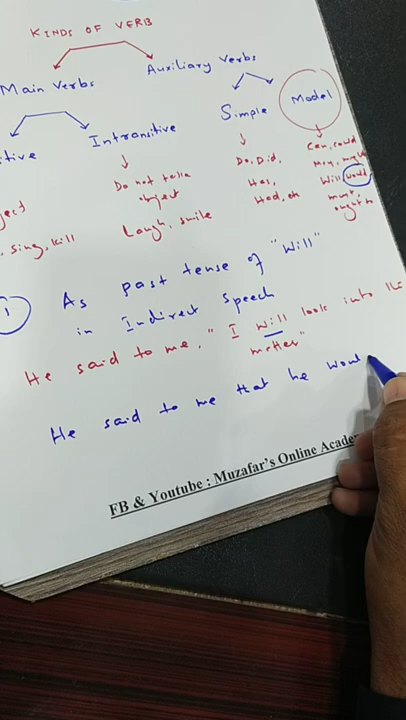 KINDS OF VERB
Main Verbs
Auxiliary Verbs
Intransitive
Simple
Model
Do not take
object
Laugh, smile
Do, Did,
Has,
Had, etc
Can, could
May,
Will, would
must,
ought to
sing, kill
1 As past tense of "Will"
in Indirect Speech
He said to me, "I will look into
matter"
He said to me that he woul
FB & Youtube : Muzafar's Online Acade